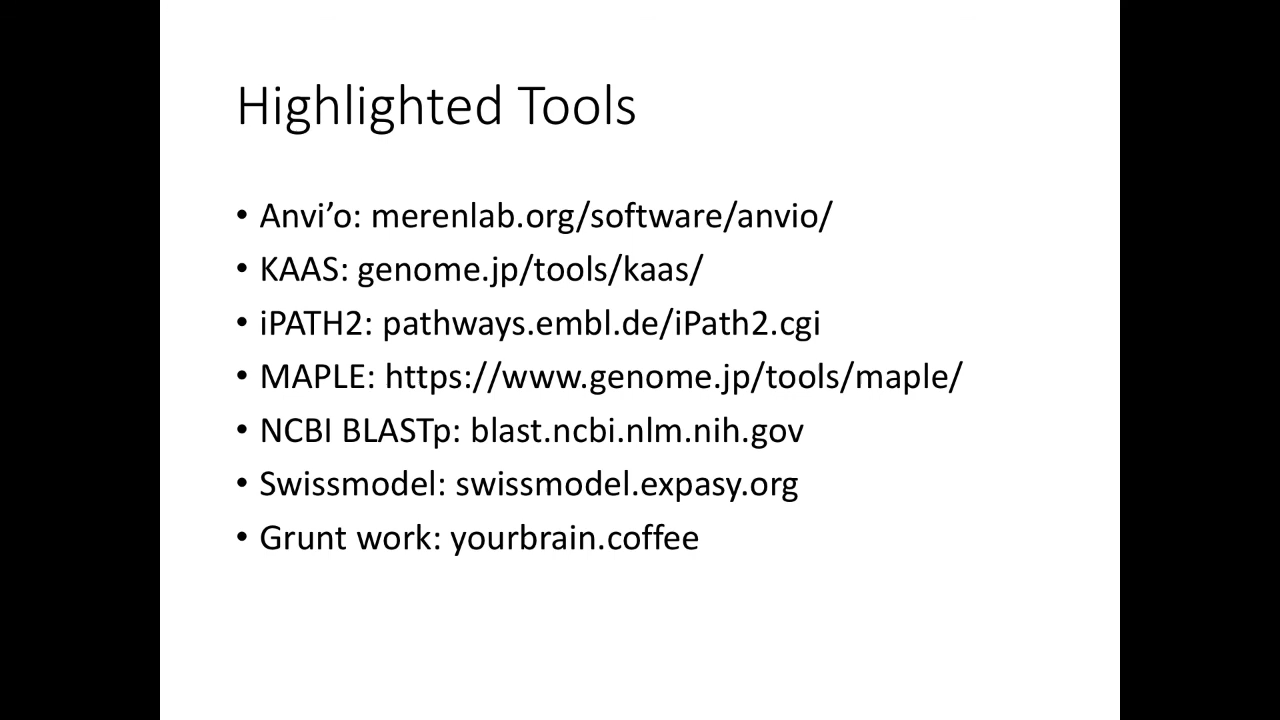 Highlighted Tools
• Anvi’o: merenlab.org/software/anvio/
• KAAS: genome.jp/tools/kaas/
• iPATH2: pathways.embl.de/iPath2.cgi
• MAPLE: https://www.genome.jp/tools/maple/
• NCBI BLASTp: blast.ncbi.nlm.nih.gov
• Swissmodel: swissmodel.expasy.org
• Grunt work: yourbrain.coffee